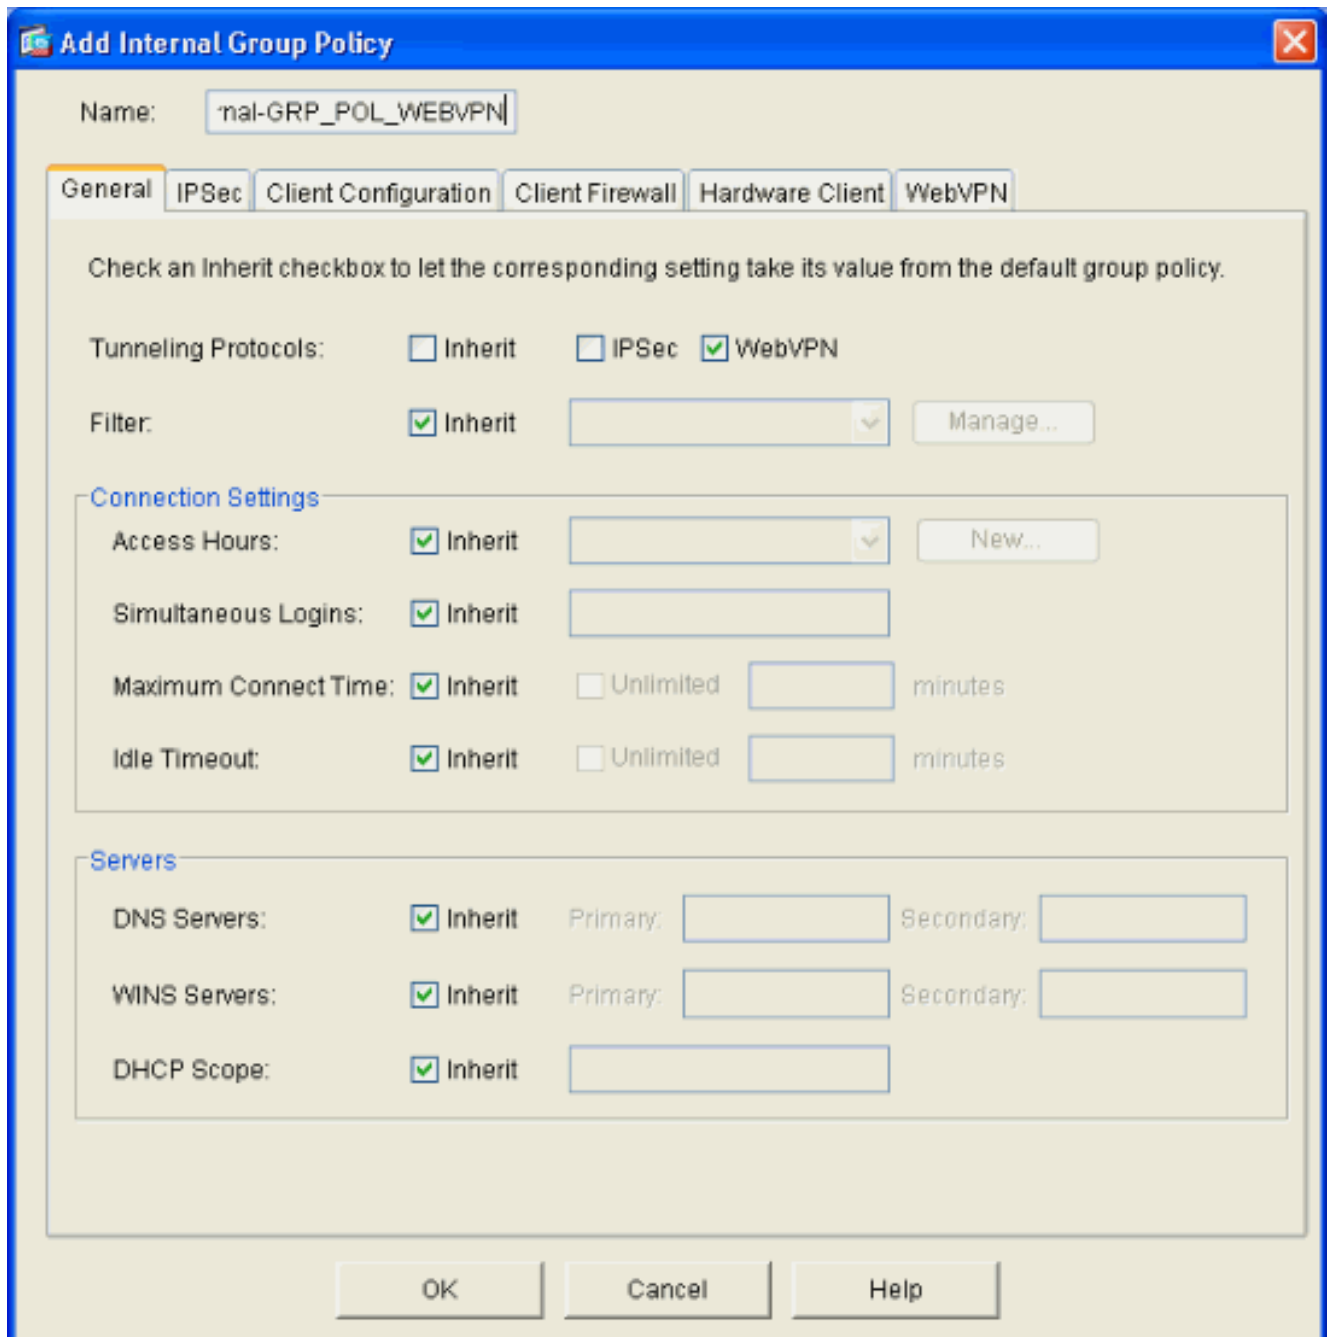 Add Internal Group Policy
Name: nal-GRP_POL_WEBVPN
General IPSec Client Configuration Client Firewall Hardware Client WebVPN
Check an Inherit checkbox to let the corresponding setting take its value from the default group policy.
Tunneling Protocols: Inherit IPSec WebVPN
Filter: Inherit Manage...
Connection Settings
Access Hours: Inherit New...
Simultaneous Logins: Inherit
Maximum Connect Time: Inherit Unlimited minutes
Idle Timeout: Inherit Unlimited minutes
Servers
DNS Servers: Inherit Primary: Secondary:
WINS Servers: Inherit Primary: Secondary:
DHCP Scope: Inherit
OK Cancel Help